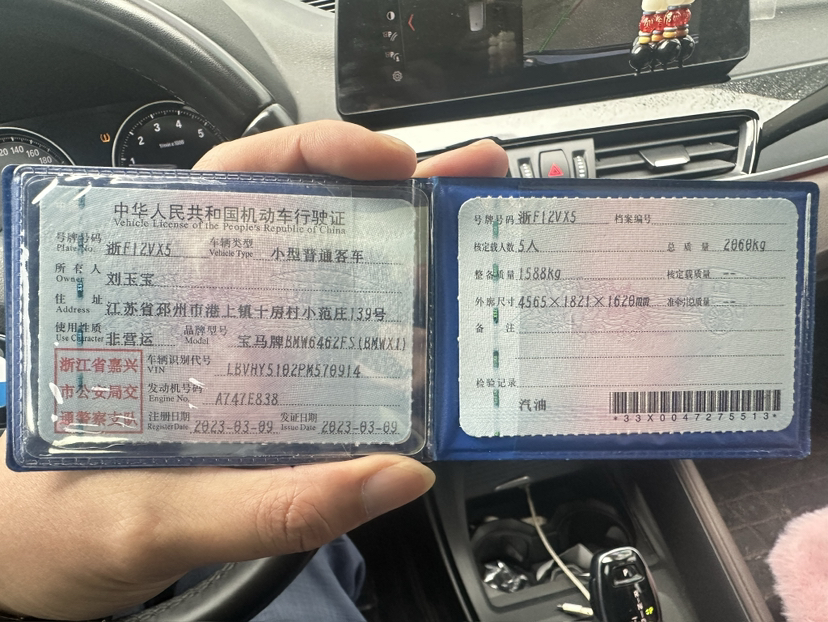 中华人民共和国机动车行驶证
Vehicle License of the People's Republic of China
号牌号码 浙F12VX5 车辆类型 小型普通客车
Plate No. Vehicle Type
所有人 刘玉宝
Owner
住址 江苏省邳州市港上镇十房村小范庄139号
Address
使用性质 非营运 品牌型号 宝马牌BMW6462FS(BMWX1)
Use Character Model
浙江省嘉兴
市公安局交
通警察支队
车辆识别代号 LBVHY5102PM570914
VIN
发动机号码 A747E838
Engine No.
注册日期 2023-03-09 发证日期 2023-03-09
Register Date Issue Date
号牌号码 浙F12VX5 档案编号
核定载人数 5人 总质量 2060kg
整备质量 1588kg 核定载质量 --
外廓尺寸 4565×1821×1620mm 准牵引总质量 --
备注
检验记录
汽油
*33X0047275513*
1 2 3 4 5
120 140 160 180